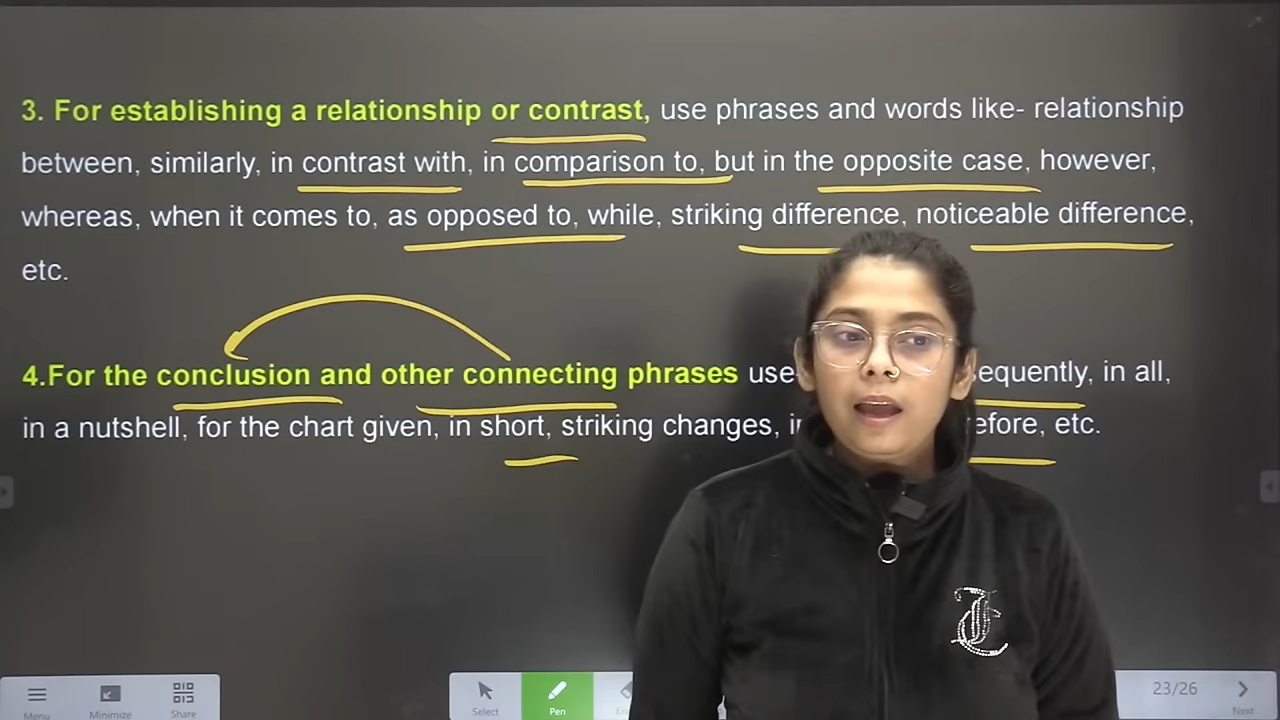 3. For establishing a relationship or contrast, use phrases and words like- relationship
between, similarly, in contrast with, in comparison to, but in the opposite case, however,
whereas, when it comes to, as opposed to, while, striking difference, noticeable difference,
etc.
4.For the conclusion and other connecting phrases use in all,
in a nutshell, for the chart given, in short, striking changes, etc.
Menu
Minimize
Share
Select
Pen
23/26
Next